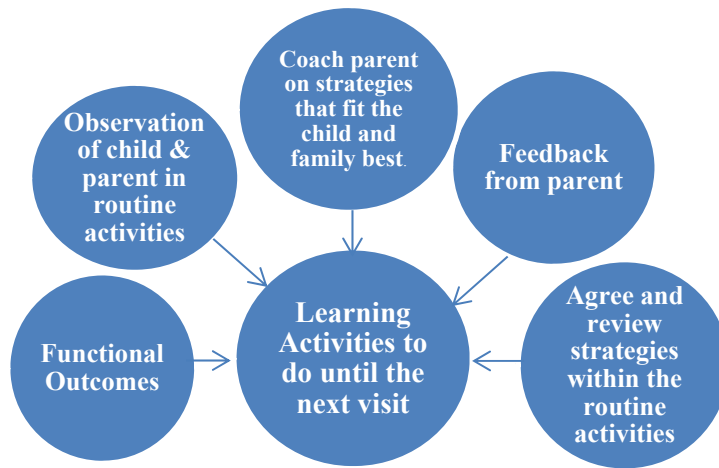 Coach parent
on strategies
that fit the
child and
family best.
Observation
of child &
parent in
routine
activities
Feedback
from parent
Functional
Outcomes
Learning
Activities to
do until the
next visit
Agree and
review
strategies
within the
routine
activities